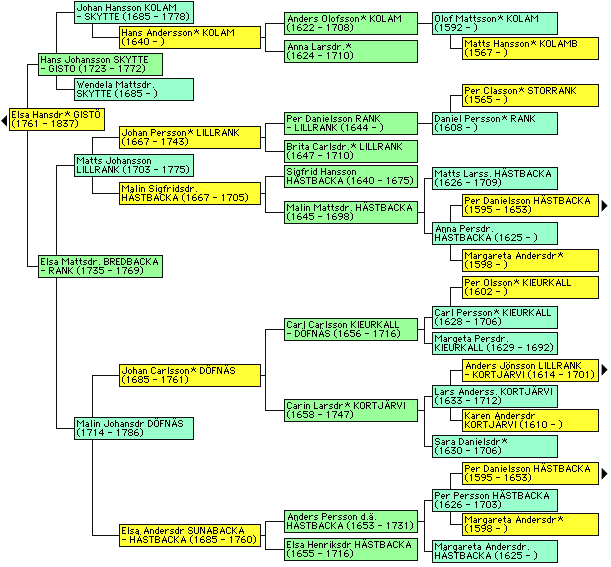 Johan Hansson KOLAM
- SKYTTE (1685 - 1778)
Hans Andersson* KOLAM
(1640 - )
Anders Olofsson* KOLAM
(1622 - 1708)
Anna Larsdr.*
(1624 - 1710)
Olof Mattsson* KOLAM
(1592 - )
Matts Hansson* KOLAMB
(1567 - )
Hans Johansson SKYTTE
- GISTÖ (1723 - 1772)
Wendela Mattsdr.
SKYTTE (1685 - )
Elsa Hansdr* GISTÖ
(1761 - 1837)
Johan Persson* LILLRANK
(1667 - 1743)
Per Danielsson RANK
- LILLRANK (1644 - )
Per Classon* STORRANK
(1565 - )
Daniel Persson* RANK
(1608 - )
Brita Carlsdr.* LILLRANK
(1647 - 1710)
Matts Johansson
LILLRANK (1703 - 1775)
Malin Sigfridsdr.
HÄSTBACKA (1667 - 1705)
Sigfrid Hansson
HÄSTBACKA (1640 - 1675)
Malin Mattsdr. HÄSTBACKA
(1645 - 1698)
Matts Larss. HÄSTBACKA
(1626 - 1709)
Per Danielsson HÄSTBACKA
(1595 - 1653)
Anna Persdr.
HÄSTBACKA (1625 - )
Margareta Andersdr*
(1598 - )
Elsa Mattsdr. BREDBACKA
- RANK (1735 - 1769)
Per Olsson* KIEURKALL
(1602 - )
Carl Persson* KIEURKALL
(1628 - 1706)
Carl Carlsson KIEURKALL
- DÖFNÄS (1656 - 1716)
Margeta Persdr.
KIEURKALL (1629 - 1692)
Johan Carlsson* DÖFNÄS
(1685 - 1761)
Anders Jönsson LILLRANK
- KORTJÄRVI (1614 - 1701)
Lars Anderss. KORTJÄRVI
(1633 - 1712)
Carin Larsdr* KORTJÄRVI
(1658 - 1747)
Karen Andersdr
KORTJÄRVI (1610 - )
Sara Danielsdr*
(1630 - 1706)
Malin Johansdr DÖFNÄS
(1714 - 1786)
Per Danielsson HÄSTBACKA
(1595 - 1653)
Per Persson HÄSTBACKA
(1626 - 1703)
Margareta Andersdr*
(1598 - )
Anders Persson d.ä.
HÄSTBACKA (1653 - 1731)
Elsa Andersdr SUNABACKA
- HÄSTBACKA (1685 - 1760)
Elsa Henriksdr HÄSTBACKA
(1655 - 1716)
Margareta Andersdr.
HÄSTBACKA (1625 - )